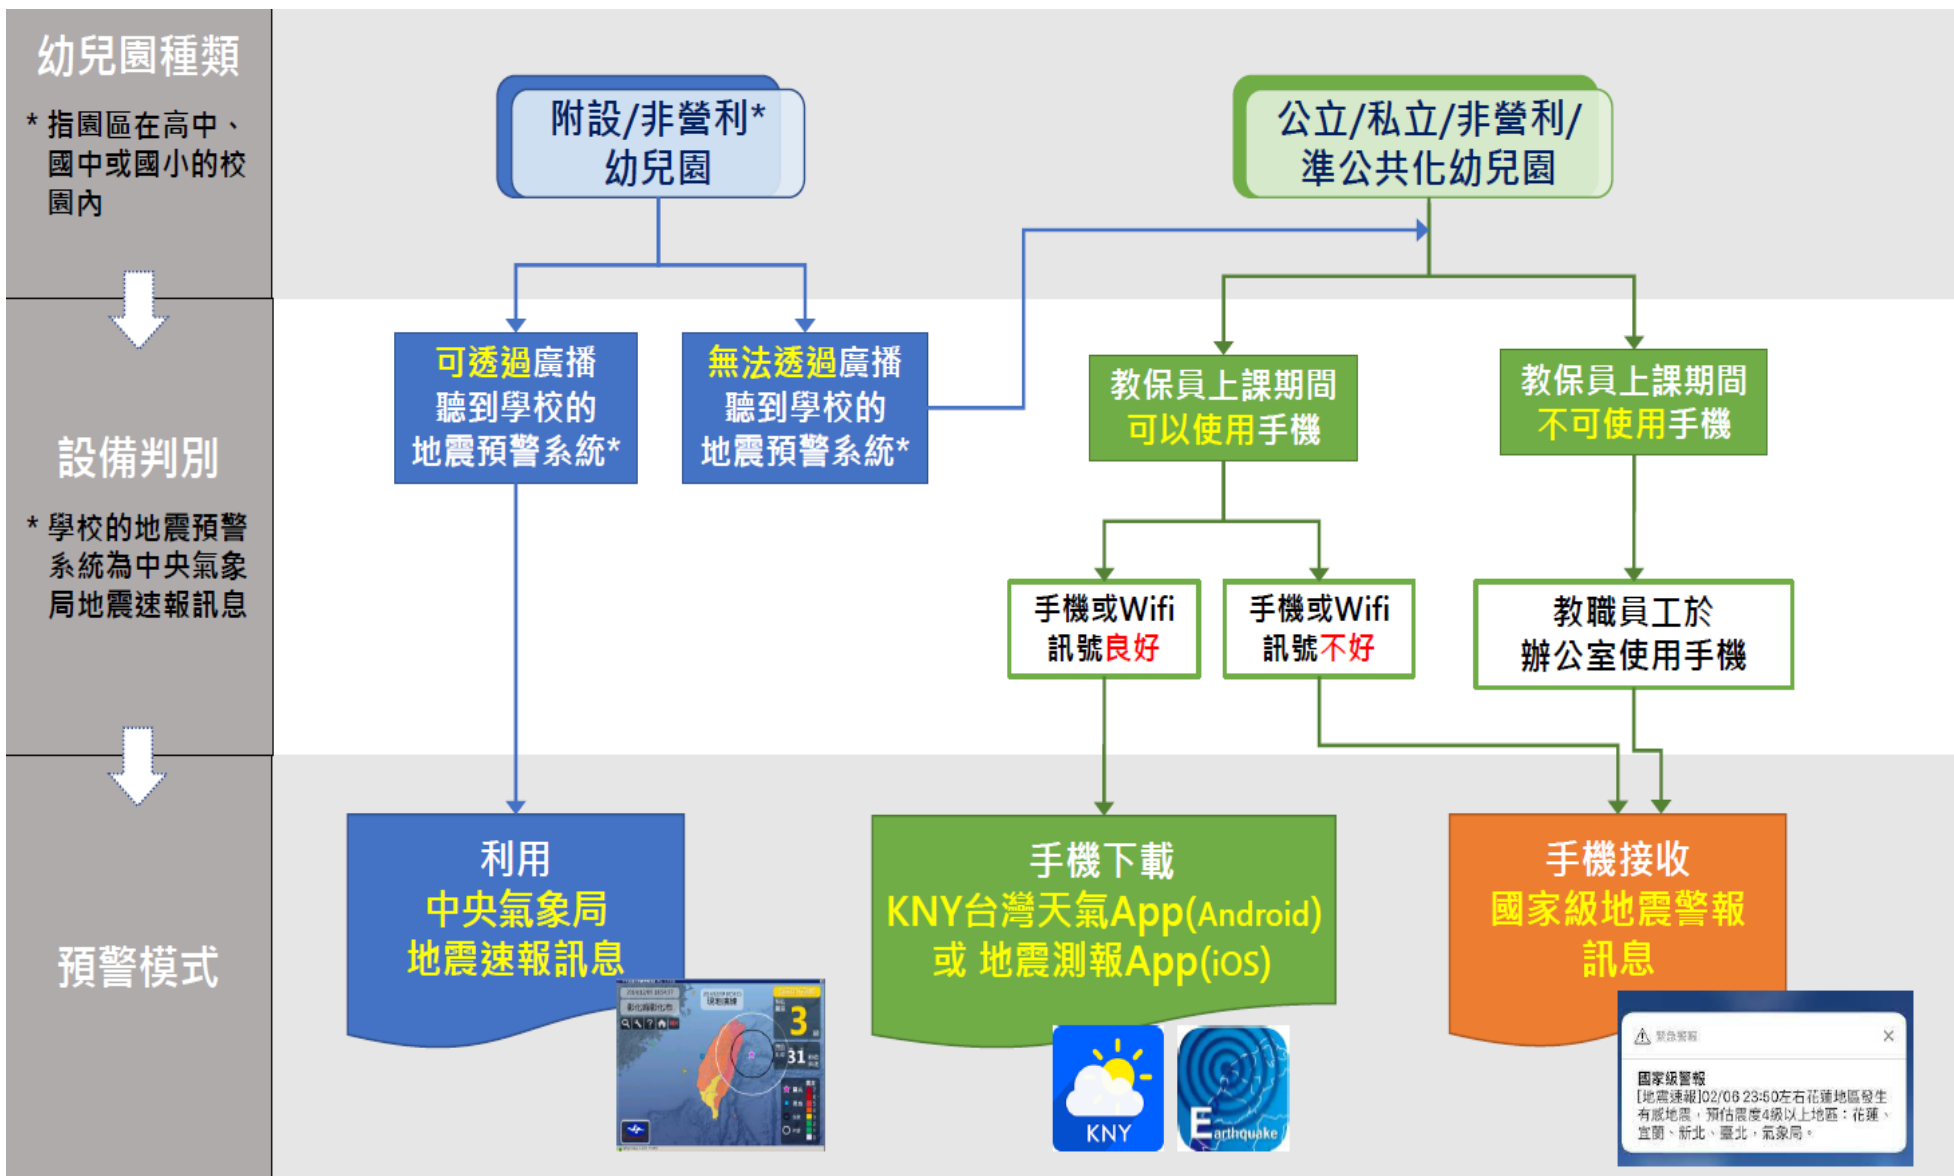 幼兒園種類
* 指園區在高中、
國中或國小的校
園內
附設/非營利*
幼兒園
公立/私立/非營利/
準公共化幼兒園
設備判別
* 學校的地震預警
系統為中央氣象
局地震速報訊息
可透過廣播
聽到學校的
地震預警系統*
無法透過廣播
聽到學校的
地震預警系統*
教保員上課期間
可以使用手機
教保員上課期間
不可使用手機
手機或Wifi
訊號良好
手機或Wifi
訊號不好
教職員工於
辦公室使用手機
預警模式
利用
中央氣象局
地震速報訊息
手機下載
KNY台灣天氣App(Android)
或 地震測報App(iOS)
手機接收
國家級地震警報
訊息
3
31
KNY
Earthquake
緊急警報
國家級警報
[地震速報]02/06 23:50左右花蓮地區發生
有感地震，預估震度4級以上地區：花蓮、
宜蘭、新北、臺北，氣象局。